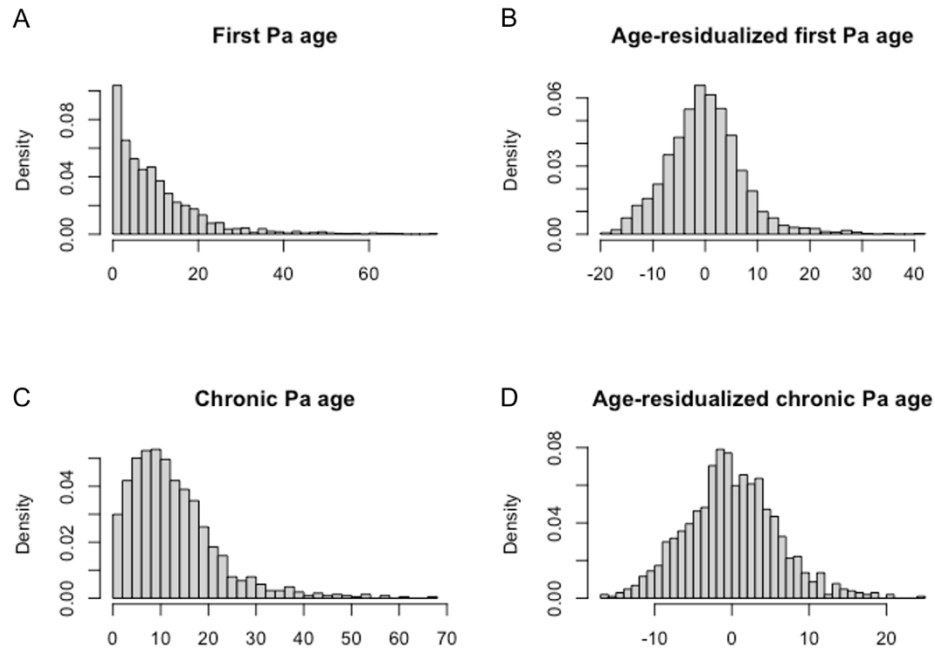 A
First Pa age
Density
0.00 0.04 0.08
0 20 40 60
B
Age-residualized first Pa age
Density
0.00 0.03 0.06
-20 -10 0 10 20 30 40
C
Chronic Pa age
Density
0.00 0.02 0.04
0 10 20 30 40 50 60 70
D
Age-residualized chronic Pa age
Density
0.00 0.04 0.08
-10 0 10 20